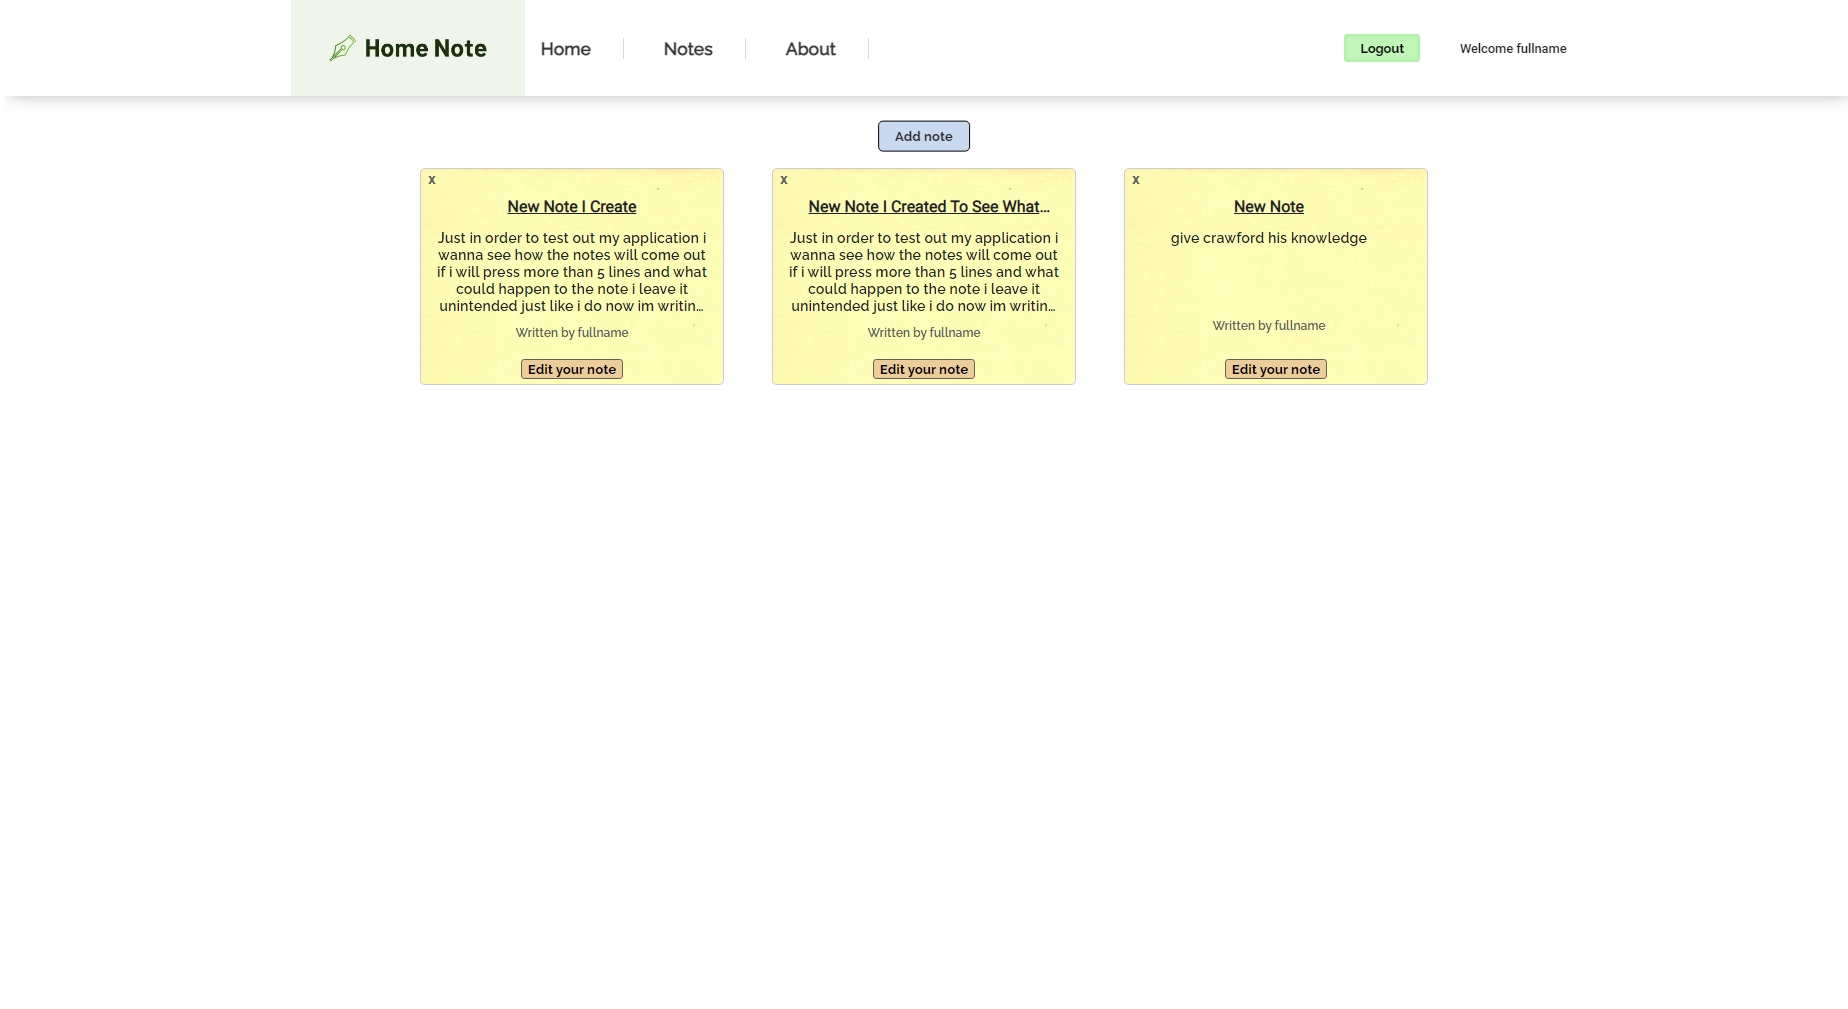 Home Note
Home
Notes
About
Logout
Welcome fullname
Add note
x
New Note I Create
Just in order to test out my application i
wanna see how the notes will come out
if i will press more than 5 lines and what
could happen to the note i leave it
unintended just like i do now im writin...
Written by fullname
Edit your note
x
New Note I Created To See What...
Just in order to test out my application i
wanna see how the notes will come out
if i will press more than 5 lines and what
could happen to the note i leave it
unintended just like i do now im writin...
Written by fullname
Edit your note
x
New Note
give crawford his knowledge
Written by fullname
Edit your note